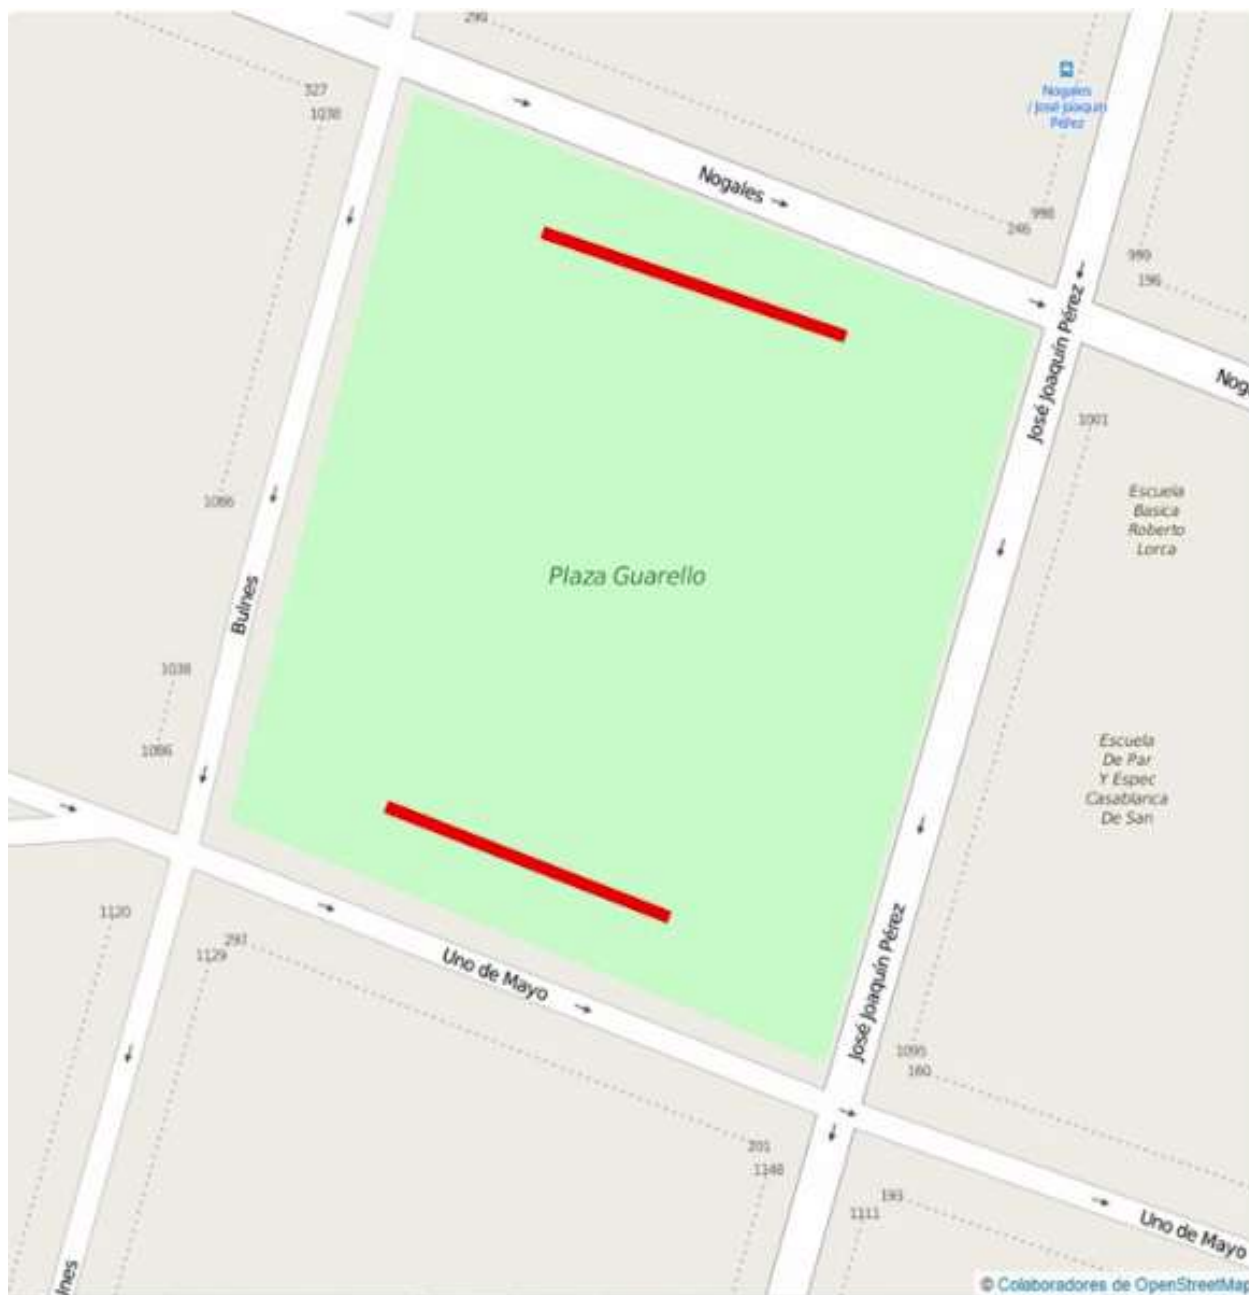 290
327
1038
Nogales
/ José Joaquín
Pérez
Nogales
246
998
999
196
José Joaquín Pérez
Nog
1001
Escuela
Basica
Roberto
Lorca
1086
Plaza Guarello
Bulnes
1038
1086
Escuela
De Par
Y Espec
Casablanca
De San
1120
1129
297
Uno de Mayo
José Joaquín Pérez
1095
160
201
1148
193
1111
Uno de Mayo
lnes
© Colaboradores de OpenStreetMap